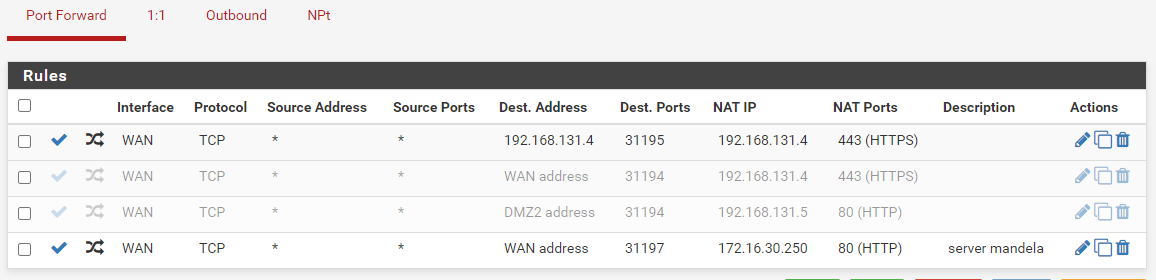 Port Forward 1:1 Outbound NPt
Rules
Interface Protocol Source Address Source Ports Dest. Address Dest. Ports NAT IP NAT Ports Description Actions
WAN TCP * * 192.168.131.4 31195 192.168.131.4 443 (HTTPS)
WAN TCP * * WAN address 31194 192.168.131.4 443 (HTTPS)
WAN TCP * * DMZ2 address 31194 192.168.131.5 80 (HTTP)
WAN TCP * * WAN address 31197 172.16.30.250 80 (HTTP) server mandela